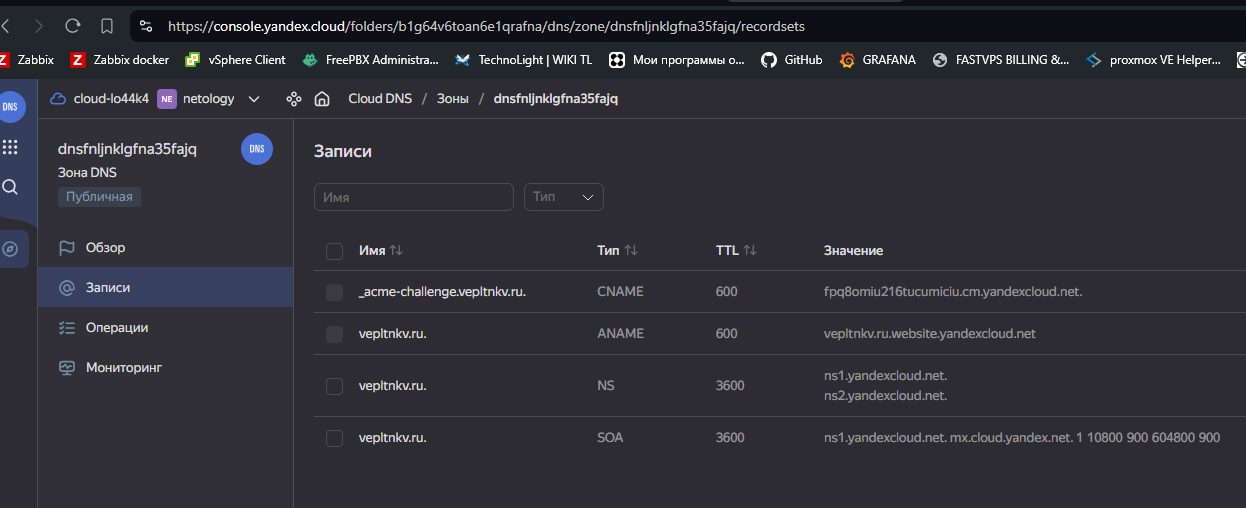 https://console.yandex.cloud/folders/b1g64v6toan6e1qrafna/dns/zone/dnsfnljnklgfna35fajq/recordsets
Z Zabbix Z Zabbix docker vSphere Client FreePBX Administra... TechnoLight | WIKI TL Мои программы о... GitHub GRAFANA FASTVPS BILLING &... proxmox VE Helper...
DNS cloud-lo44k4 NE netology Cloud DNS / Зоны / dnsfnljnklgfna35fajq
dnsfnljnklgfna35fajq DNS
Зона DNS
Публичная
Обзор
Записи
Операции
Мониторинг
Записи
Имя Тип
Имя Тип TTL Значение
_acme-challenge.vepltnkv.ru. CNAME 600 fpq8omiu216tucumiciu.cm.yandexcloud.net.
vepltnkv.ru. ANAME 600 vepltnkv.ru.website.yandexcloud.net
vepltnkv.ru. NS 3600 ns1.yandexcloud.net.
ns2.yandexcloud.net.
vepltnkv.ru. SOA 3600 ns1.yandexcloud.net. mx.cloud.yandex.net. 1 10800 900 604800 900